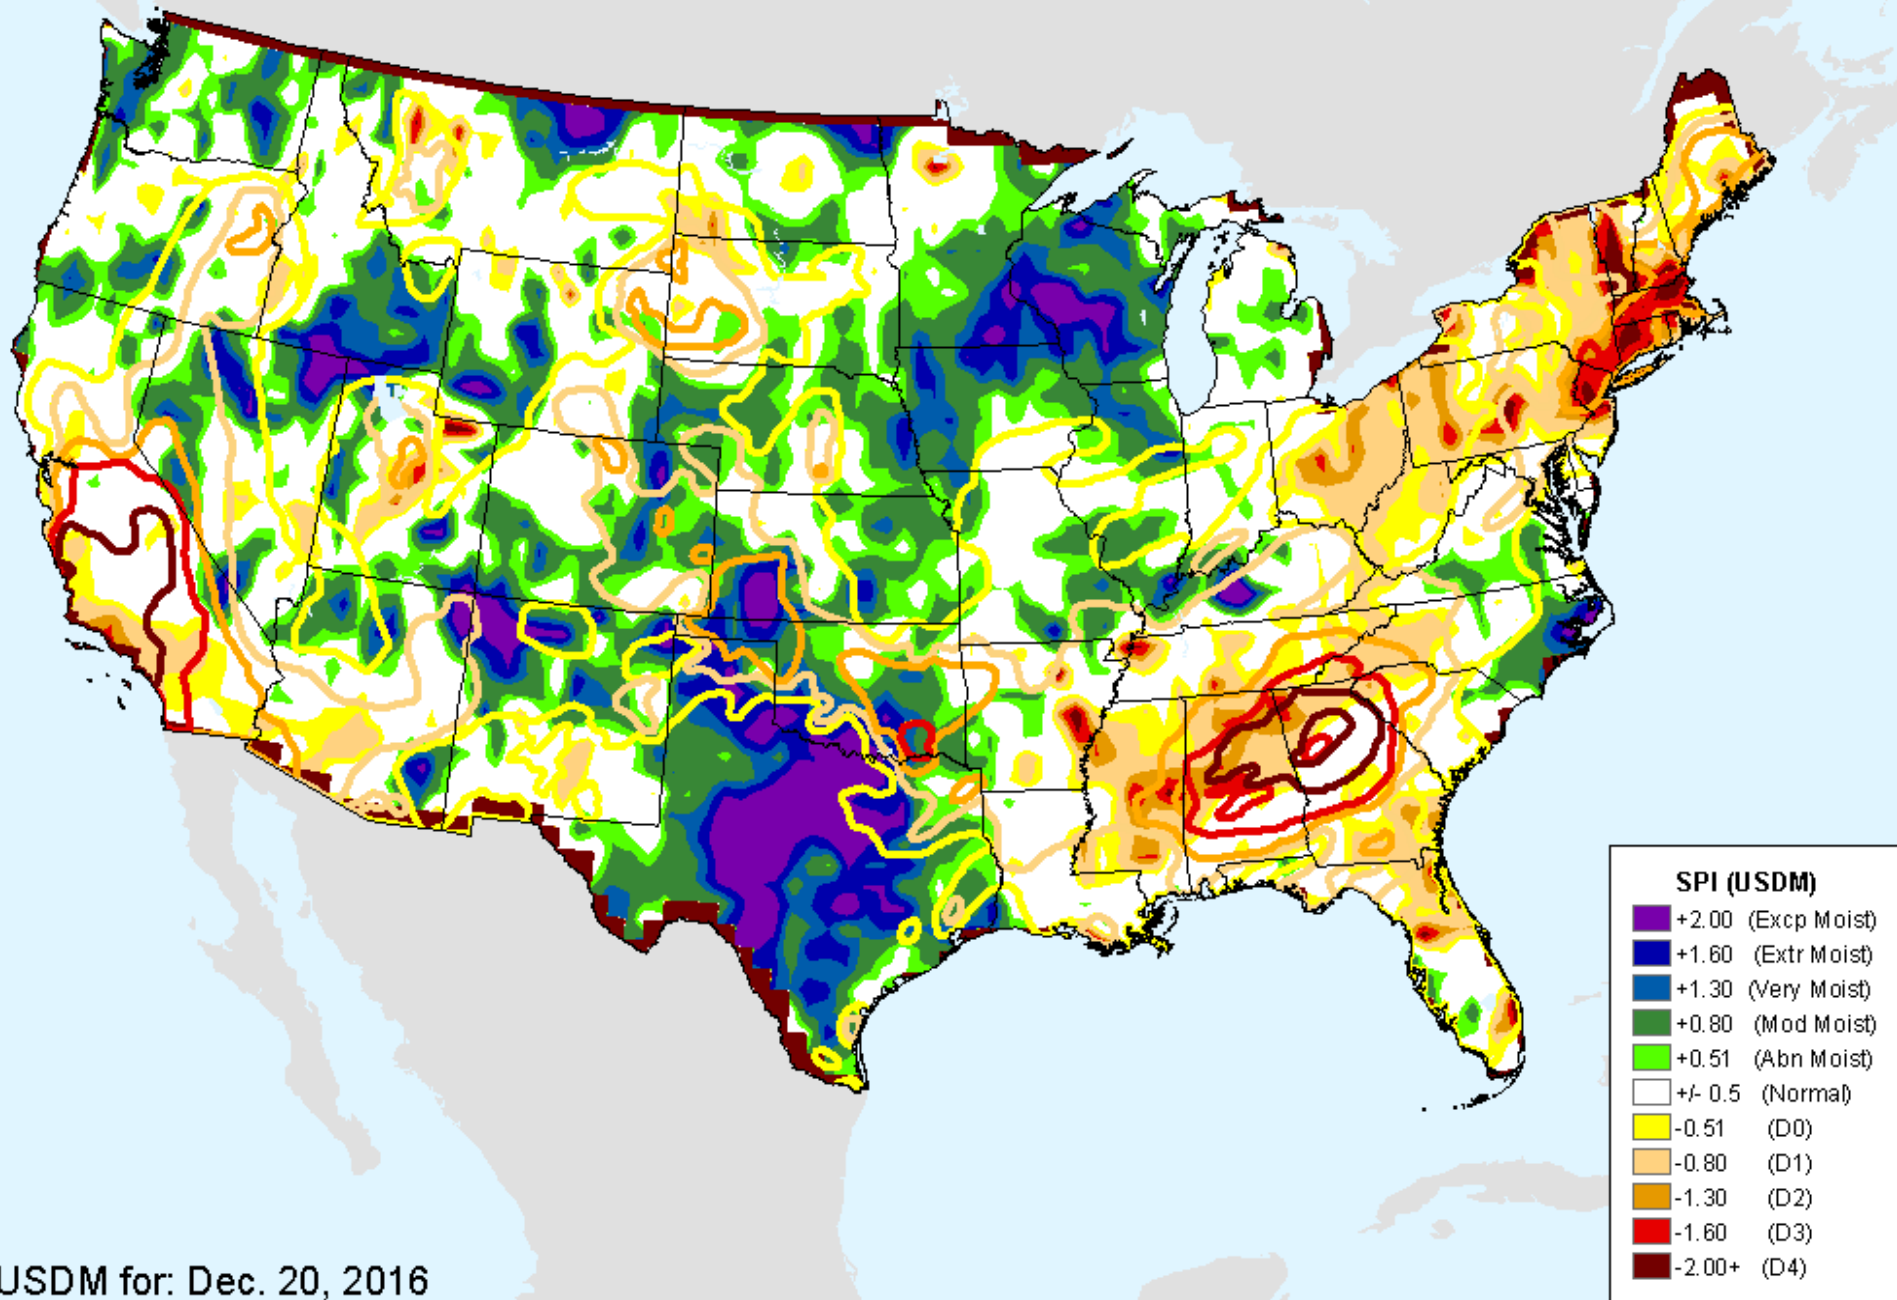 SPI (USDM)
+2.00 (Excp Moist)
+1.60 (Extr Moist)
+1.30 (Very Moist)
+0.80 (Mod Moist)
+0.51 (Abn Moist)
+/- 0.5 (Normal)
-0.51 (D0)
-0.80 (D1)
-1.30 (D2)
-1.60 (D3)
-2.00+ (D4)
USDM for: Dec. 20, 2016